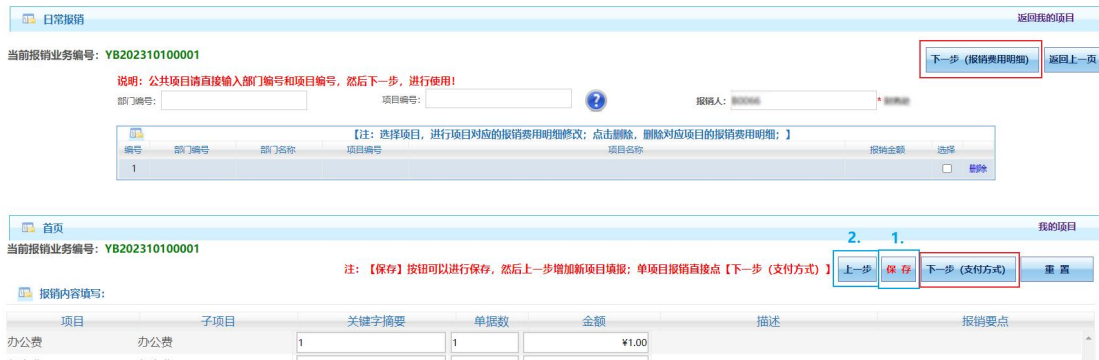 日常报销 返回我的项目
当前报销业务编号: YB202310100001 下一步 (报销费用明细) 返回上一页
说明: 公共项目请直接输入部门编号和项目编号, 然后下一步, 进行使用!
部门编号: 项目编号: ? 报销人: *
【注: 选择项目, 进行项目对应的报销费用明细修改; 点击删除, 删除对应项目的报销费用明细; 】
编号 部门编号 部门名称 项目编号 项目名称 报销金额 选择
1 删除
首页 我的项目
2. 1.
当前报销业务编号: YB202310100001
注: 【保存】按钮可以进行保存, 然后上一步增加新项目填报; 单项目报销直接点【下一步 (支付方式) 】 上一步 保 存 下一步 (支付方式) 重 置
报销内容填写:
项目 子项目 关键字摘要 单据数 金额 描述 报销要点
办公费 办公费 1 1 ¥1.00